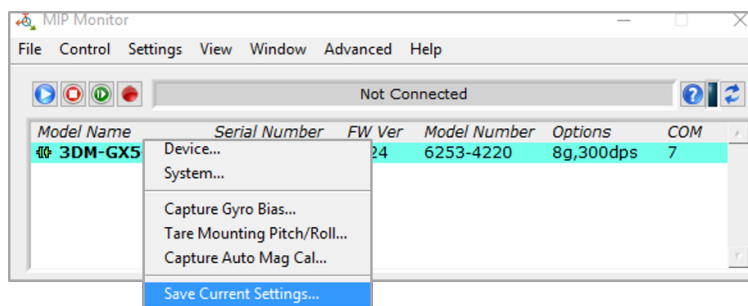 MIP Monitor
File Control Settings View Window Advanced Help
Not Connected
Model Name Serial Number FW Ver Model Number Options COM
3DM-GX5 24 6253-4220 8g,300dps 7
Device...
System...
Capture Gyro Bias...
Tare Mounting Pitch/Roll...
Capture Auto Mag Cal...
Save Current Settings...